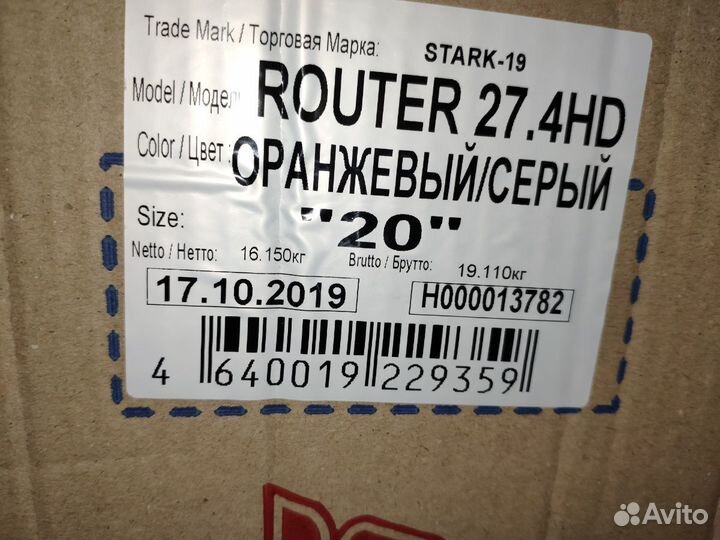 Trade Mark / Торговая Марка: STARK-19
Model / Модель: ROUTER 27.4HD
Color / Цвет: ОРАНЖЕВЫЙ/СЕРЫЙ
Size: "20"
Netto / Нетто: 16.150кг Brutto / Брутто: 19.110кг
17.10.2019 H000013782
4 640019 229359
Avito